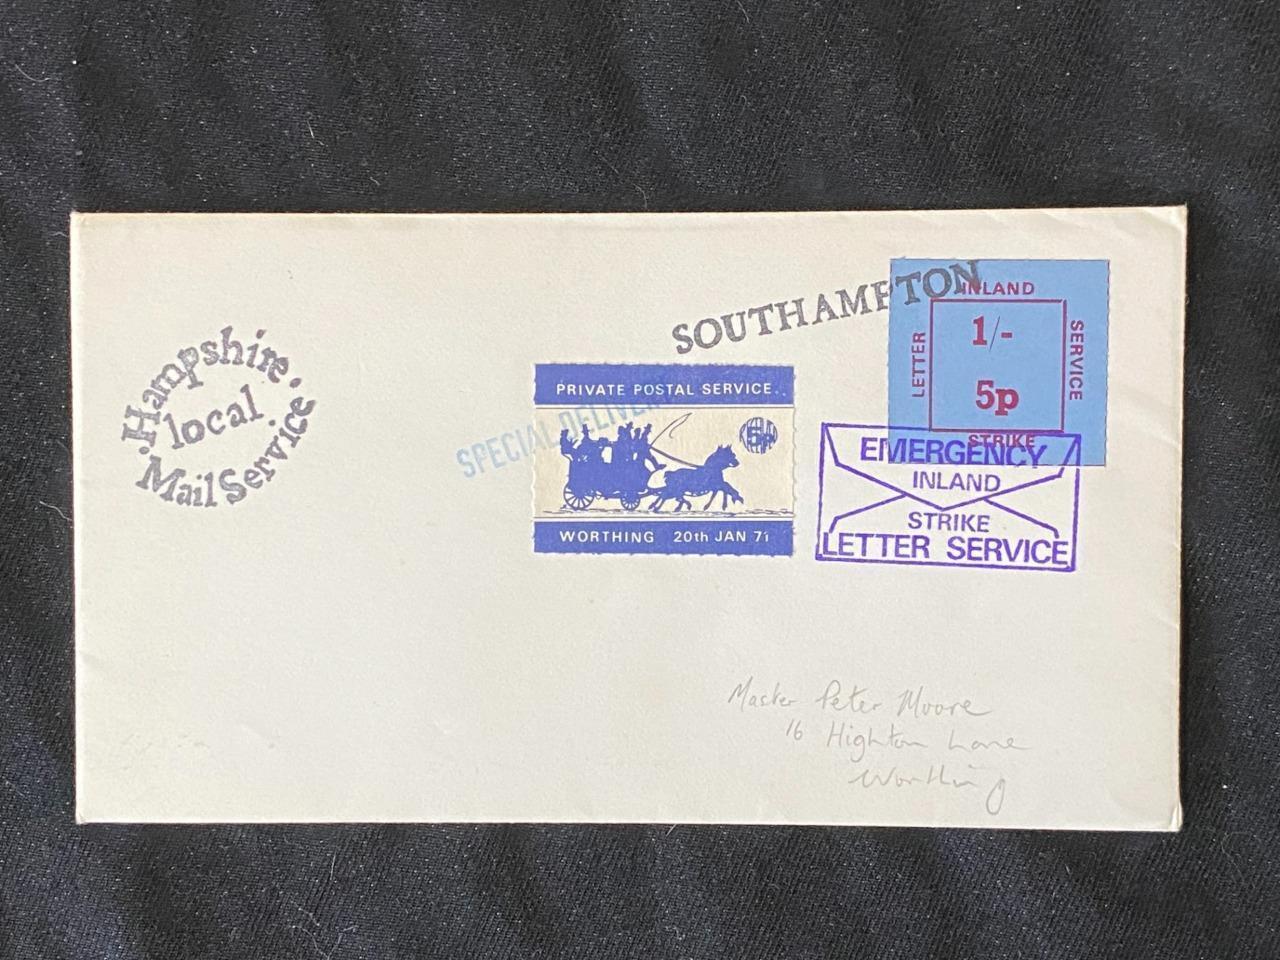 Hampshire
local
Mail Service
SOUTHAMPTON
INLAND
LETTER
1/-
5p
SERVICE
STRIKE
PRIVATE POSTAL SERVICE..
5p
SPECIAL DELIVE
WORTHING 20th JAN 71
EMERGENCY
INLAND
STRIKE
LETTER SERVICE
Master Peter Moore
16 Highton Lane
Worthing